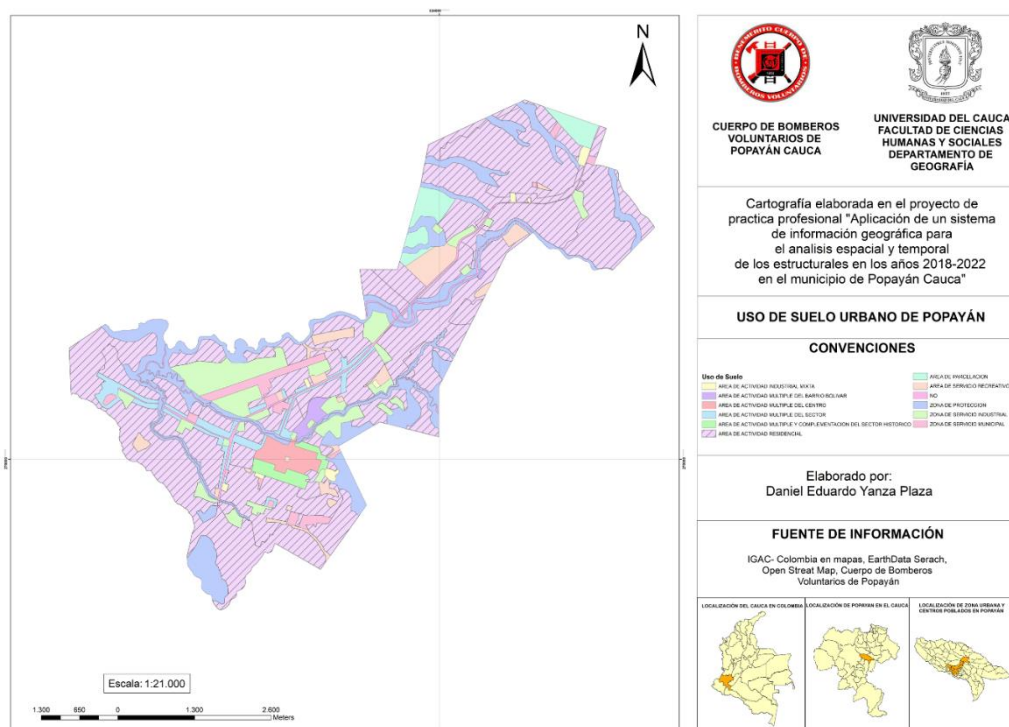 N
BENEMERITO CUERPO DE
BOMBEROS VOLUNTARIOS
CUERPO DE BOMBEROS
VOLUNTARIOS DE
POPAYÁN CAUCA
UNIVERSIDAD DEL CAUCA
FACULTAD DE CIENCIAS
HUMANAS Y SOCIALES
DEPARTAMENTO DE
GEOGRAFÍA
Cartografía elaborada en el proyecto de
practica profesional "Aplicación de un sistema
de información geográfica para
el analisis espacial y temporal
de los estructurales en los años 2018-2022
en el municipio de Popayán Cauca"
USO DE SUELO URBANO DE POPAYÁN
CONVENCIONES
Uso de Suelo
AREA DE ACTIVIDAD INDUSTRIAL MIXTA
AREA DE ACTIVIDAD MULTIPLE DEL BARRIO BOLIVAR
AREA DE ACTIVIDAD MULTIPLE DEL CENTRO
AREA DE ACTIVIDAD MULTIPLE DEL SECTOR
AREA DE ACTIVIDAD MULTIPLE Y COMPLEMENTACION DEL SECTOR HISTORICO
AREA DE ACTIVIDAD RESIDENCIAL
AREA DE PARCELACION
AREA DE SERVICIO RECREATIVO
NO
ZONA DE PROTECCION
ZONA DE SERVICIO INDUSTRIAL
ZONA DE SERVICIO MUNICIPAL
Elaborado por:
Daniel Eduardo Yanza Plaza
FUENTE DE INFORMACIÓN
IGAC- Colombia en mapas, EarthData Serach,
Open Streat Map, Cuerpo de Bomberos
Voluntarios de Popayán
LOCALIZACIÓN DEL CAUCA EN COLOMBIA
LOCALIZACIÓN DE POPAYAN EN EL CAUCA
LOCALIZACIÓN DE ZONA URBANA Y
CENTROS POBLADOS EN POPAYÁN
Escala: 1:21.000
1.300 650 0 1.300 2.600
Meters